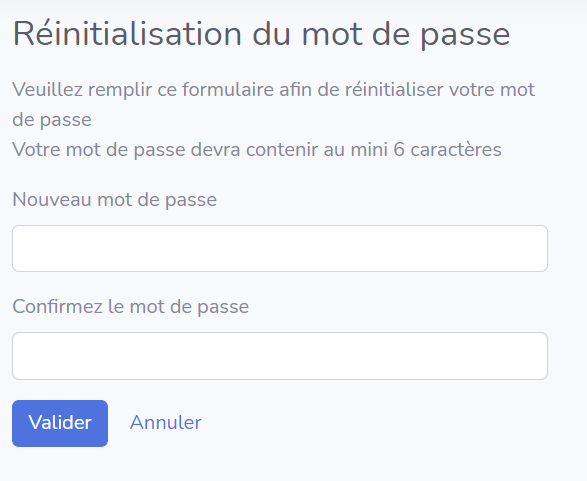 Réinitialisation du mot de passe
Veuillez remplir ce formulaire afin de réinitialiser votre mot
de passe
Votre mot de passe devra contenir au mini 6 caractères
Nouveau mot de passe
Confirmez le mot de passe
Valider Annuler